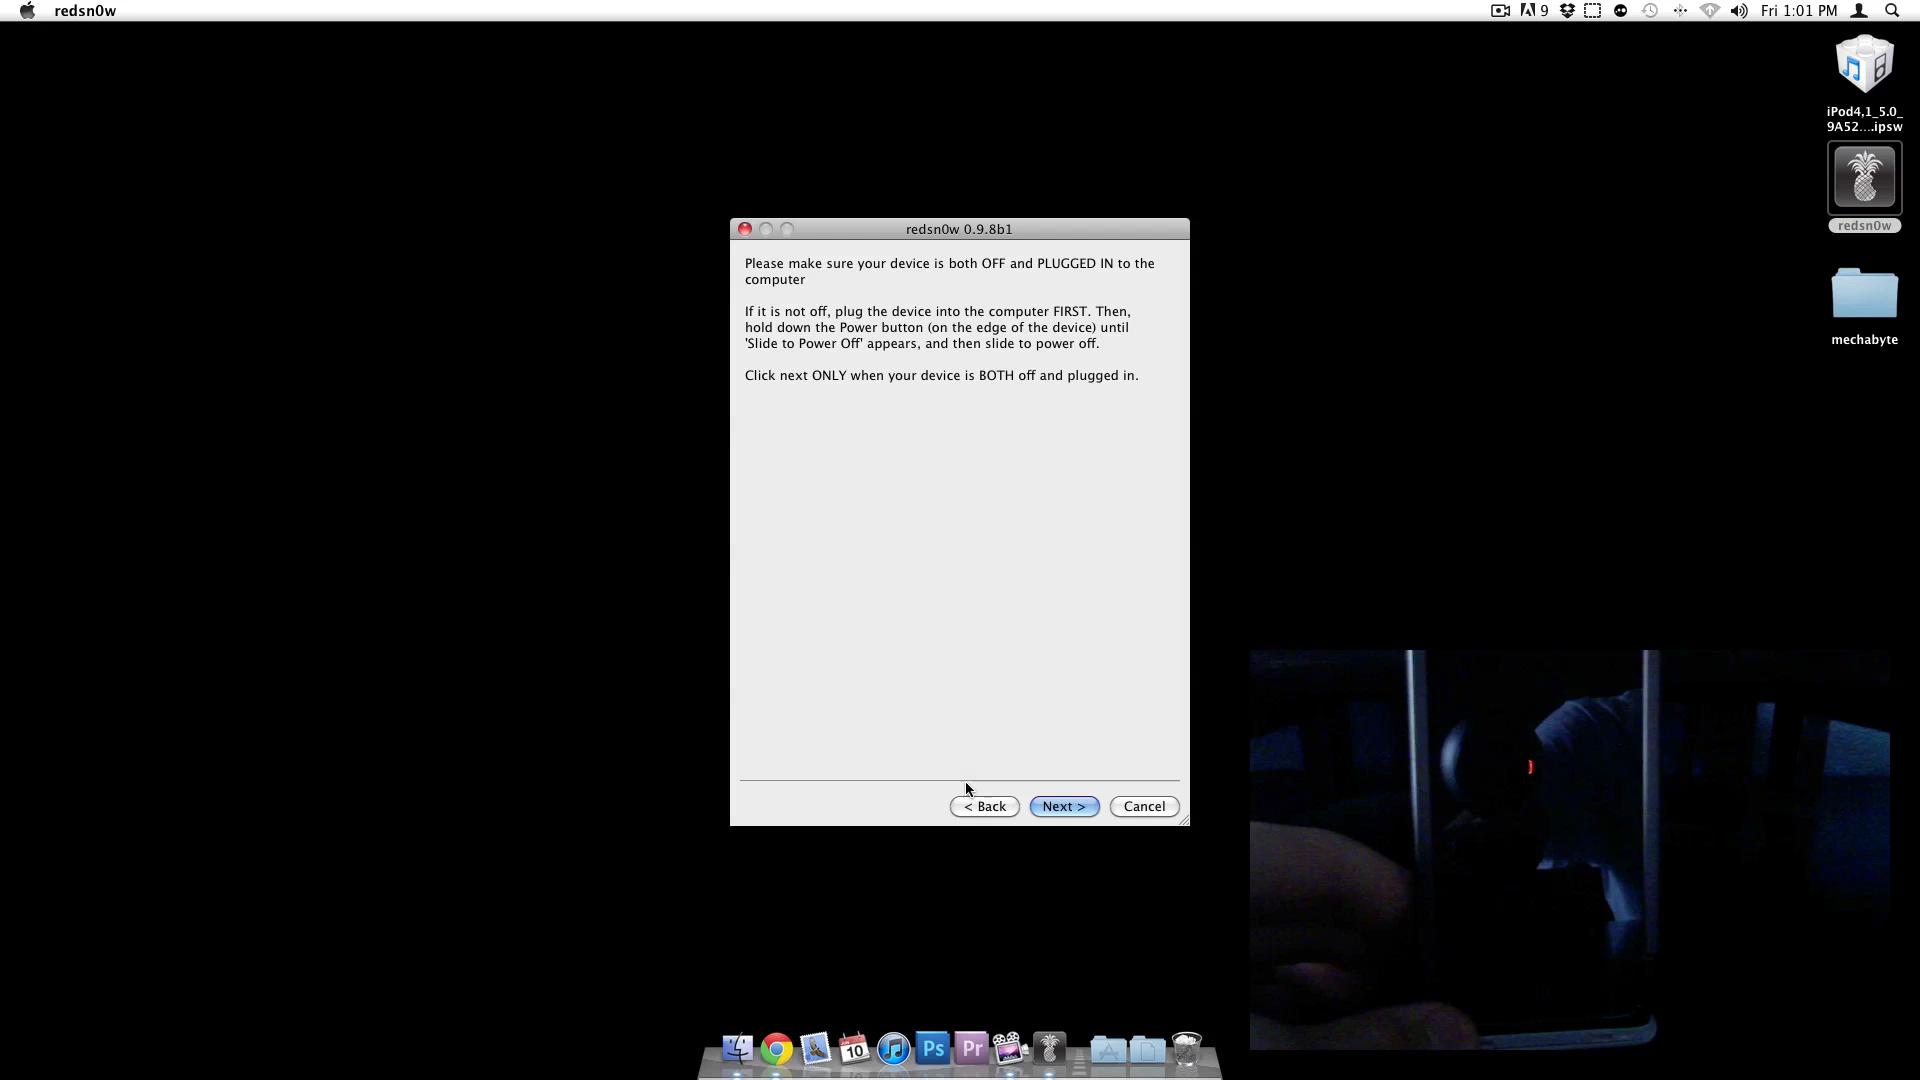 redsn0w
9
Fri 1:01 PM
iPod4,1_5.0_
9A52....ipsw
redsn0w
mechabyte
redsn0w 0.9.8b1
Please make sure your device is both OFF and PLUGGED IN to the
computer
If it is not off, plug the device into the computer FIRST. Then,
hold down the Power button (on the edge of the device) until
'Slide to Power Off' appears, and then slide to power off.
Click next ONLY when your device is BOTH off and plugged in.
< Back
Next >
Cancel
10
Ps
Pr